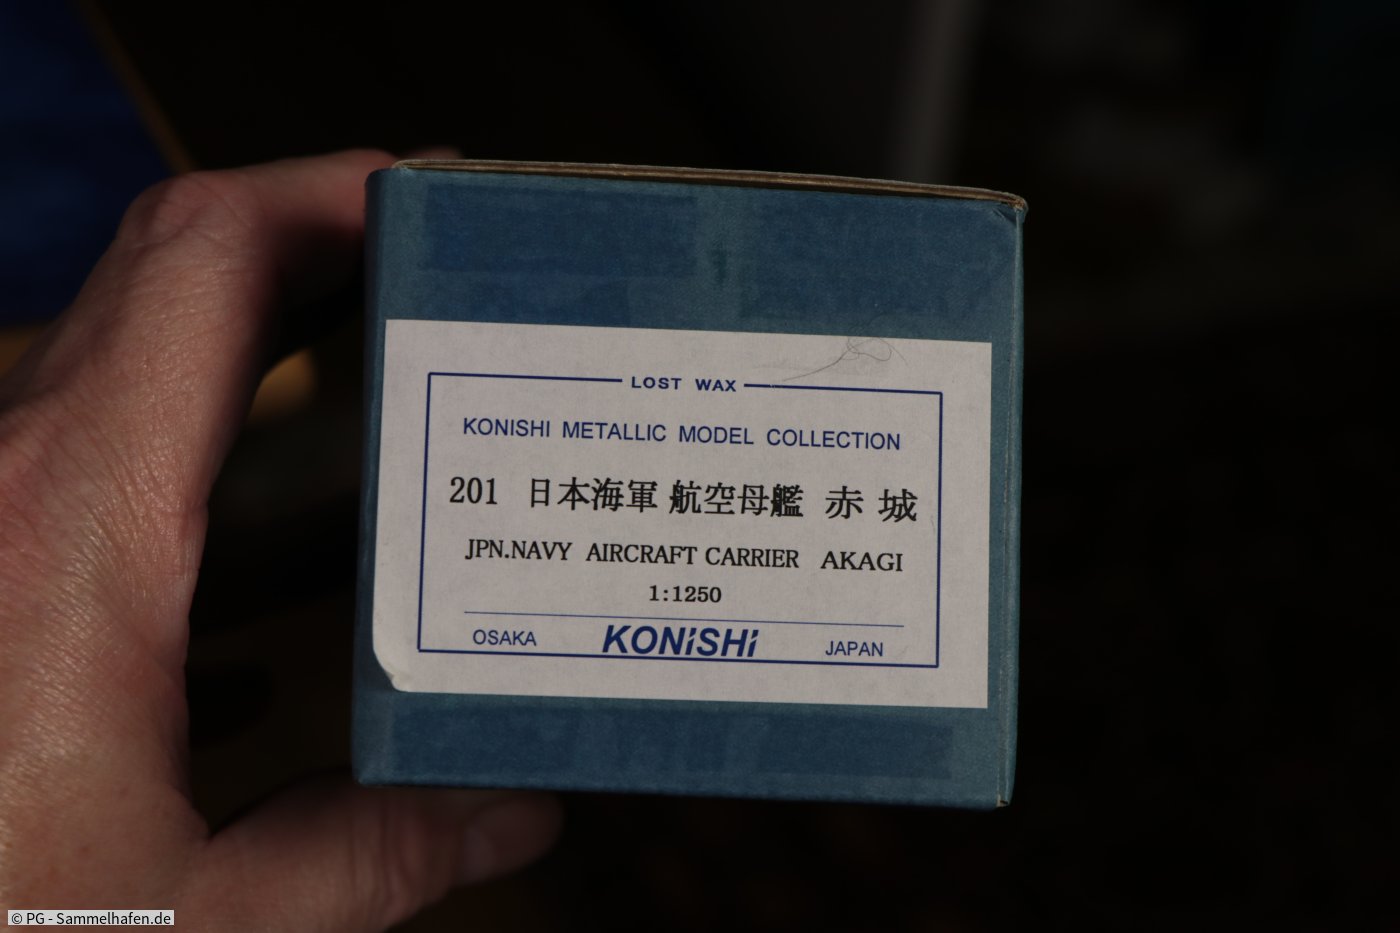 LOST WAX
KONISHI METALLIC MODEL COLLECTION
201 日本海軍 航空母艦 赤城
JPN.NAVY AIRCRAFT CARRIER AKAGI
1:1250
OSAKA KONiSHi JAPAN
© PG - Sammelhafen.de